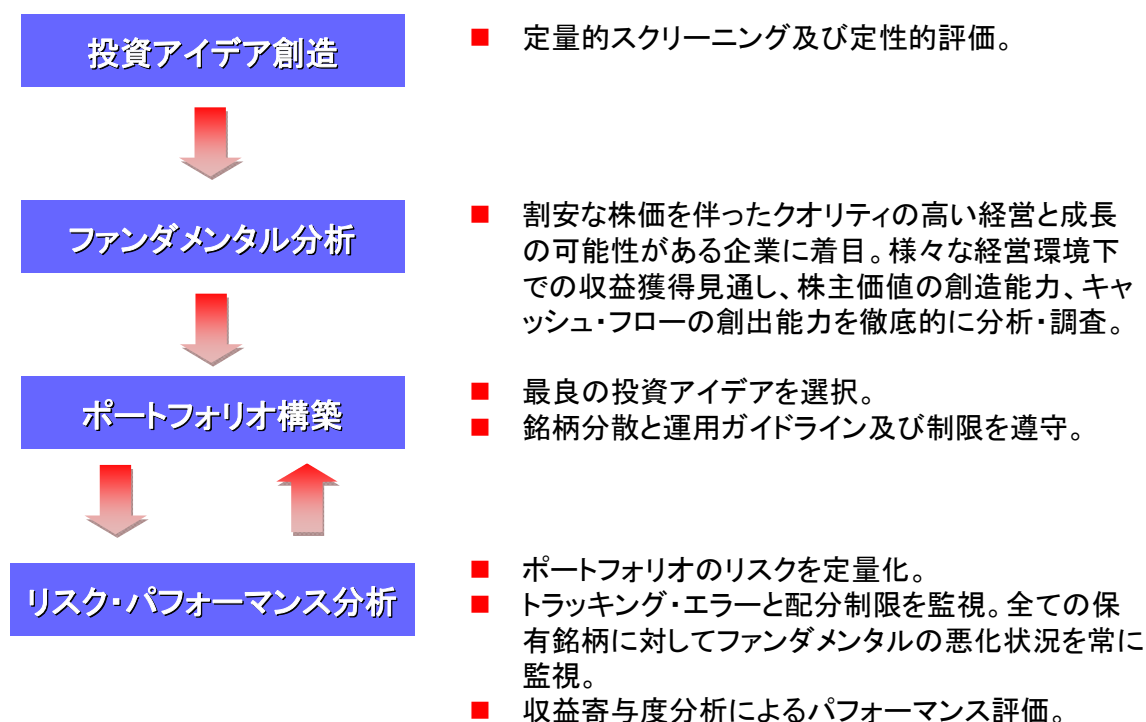 投資アイデア創造
■ 定量的スクリーニング及び定性的評価。
ファンダメンタル分析
■ 割安な株価を伴ったクオリティの高い経営と成長
の可能性がある企業に着目。様々な経営環境下
での収益獲得見通し、株主価値の創造能力、キャ
ッシュ・フローの創出能力を徹底的に分析・調査。
ポートフォリオ構築
■ 最良の投資アイデアを選択。
■ 銘柄分散と運用ガイドライン及び制限を遵守。
リスク・パフォーマンス分析
■ ポートフォリオのリスクを定量化。
■ トラッキング・エラーと配分制限を監視。全ての保
有銘柄に対してファンダメンタルの悪化状況を常に
監視。
■ 収益寄与度分析によるパフォーマンス評価。